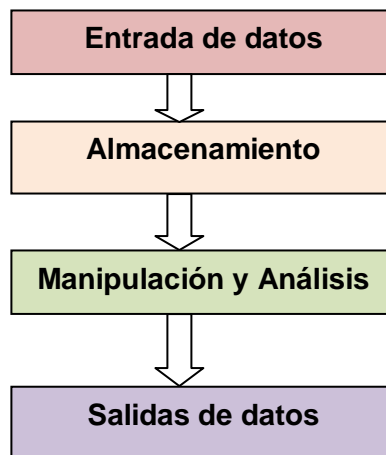 Entrada de datos
Almacenamiento
Manipulación y Análisis
Salidas de datos